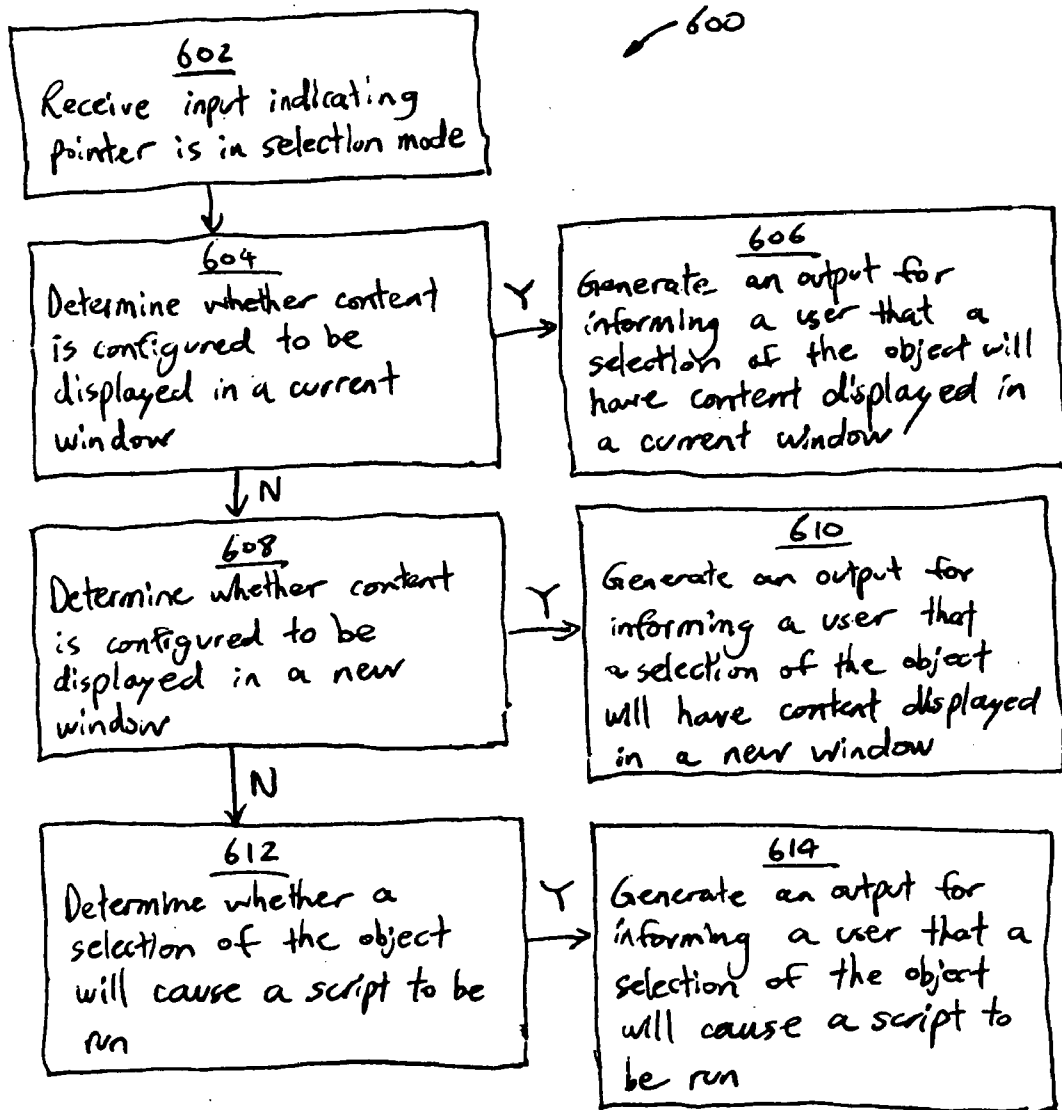 600
602
Receive input indicating
pointer is in selection mode
604
Determine whether content
is configured to be
displayed in a current
window
Y
606
Generate an output for
informing a user that a
selection of the object will
have content displayed in
a current window
N
608
Determine whether content
is configured to be
displayed in a new
window
Y
610
Generate an output for
informing a user that
a selection of the object
will have content displayed
in a new window
N
612
Determine whether a
selection of the object
will cause a script to be
run
Y
614
Generate an output for
informing a user that a
selection of the object
will cause a script to
be run